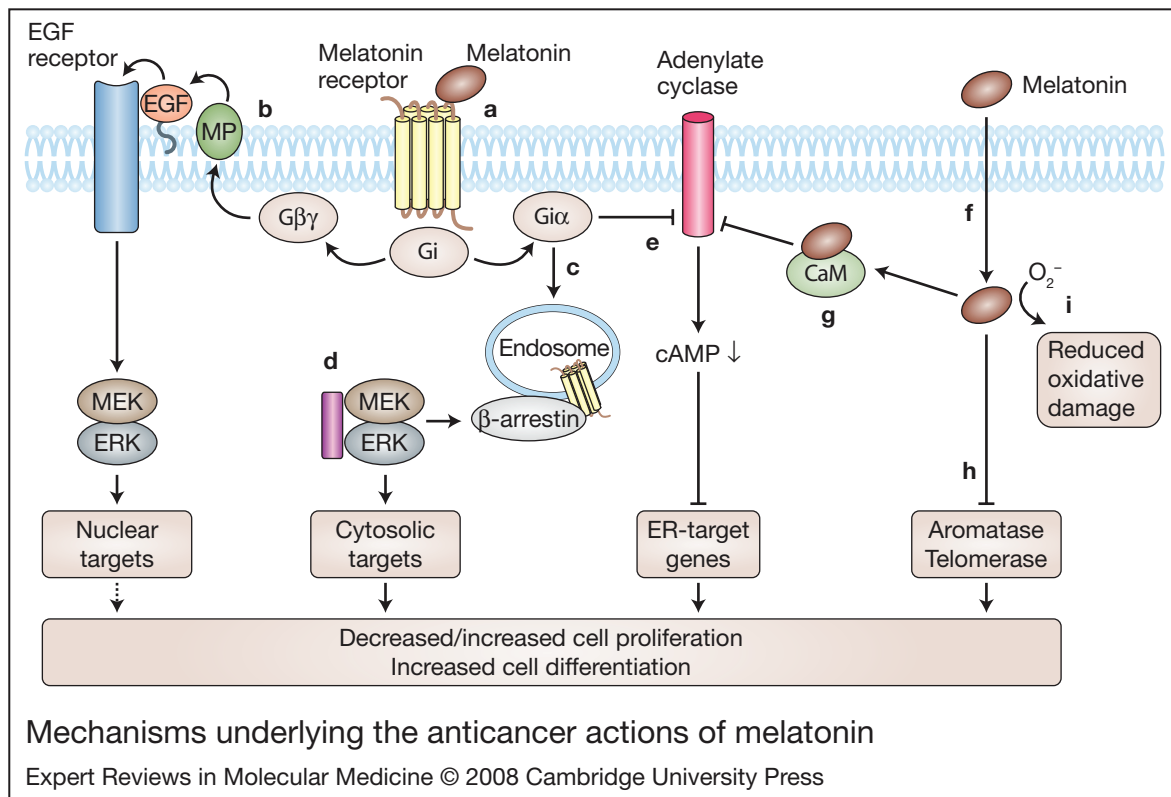 EGF
receptor
EGF
MP
b
Melatonin
receptor
Melatonin
a
Adenylate
cyclase
Melatonin
Gβγ
Gi
Giα
e
c
f
CaM
g
O₂⁻
i
Reduced
oxidative
damage
Endosome
β-arrestin
cAMP ↓
d
MEK
ERK
MEK
ERK
h
Nuclear
targets
Cytosolic
targets
ER-target
genes
Aromatase
Telomerase
Decreased/increased cell proliferation
Increased cell differentiation
Mechanisms underlying the anticancer actions of melatonin
Expert Reviews in Molecular Medicine © 2008 Cambridge University Press